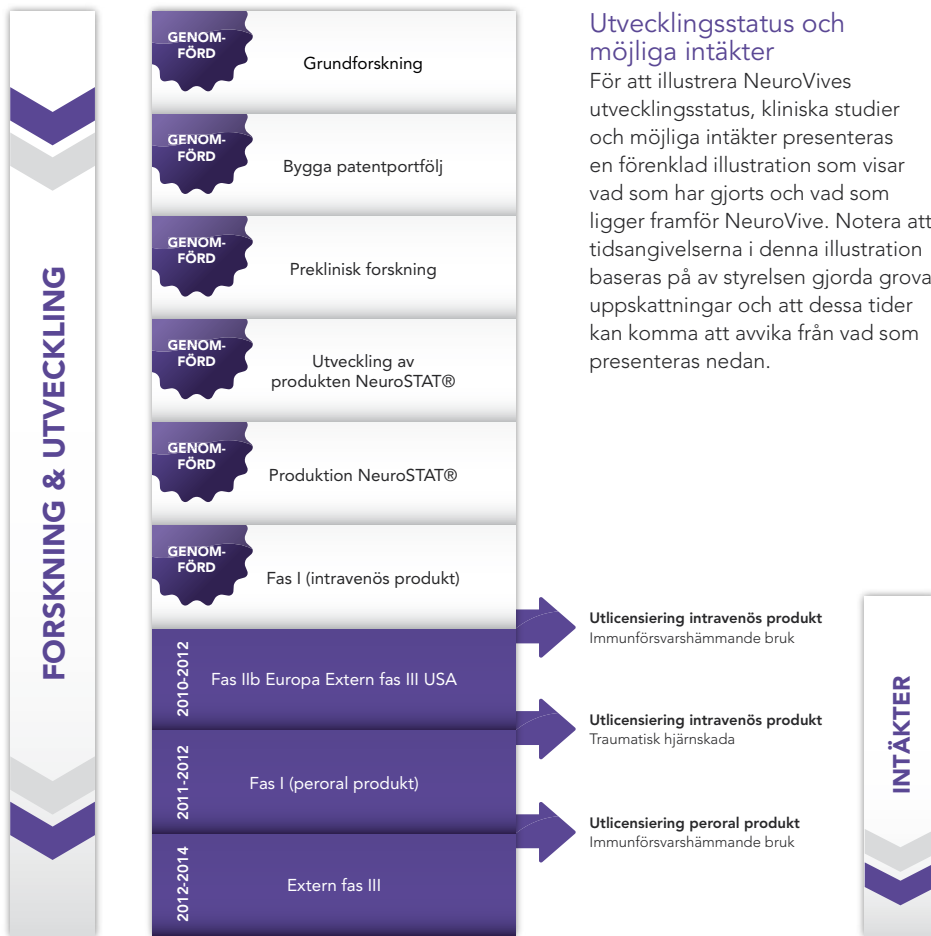 FORSKNING & UTVECKLING
GENOM-
FÖRD
Grundforskning
GENOM-
FÖRD
Bygga patentportfölj
GENOM-
FÖRD
Preklinisk forskning
GENOM-
FÖRD
Utveckling av
produkten NeuroSTAT®
GENOM-
FÖRD
Produktion NeuroSTAT®
GENOM-
FÖRD
Fas I (intravenös produkt)
2010-2012
Fas IIb Europa Extern fas III USA
2011-2012
Fas I (peroral produkt)
2012-2014
Extern fas III
Utvecklingsstatus och
möjliga intäkter
För att illustrera NeuroVives
utvecklingsstatus, kliniska studier
och möjliga intäkter presenteras
en förenklad illustration som visar
vad som har gjorts och vad som
ligger framför NeuroVive. Notera att
tidsangivelserna i denna illustration
baseras på av styrelsen gjorda grova
uppskattningar och att dessa tider
kan komma att avvika från vad som
presenteras nedan.
Utlicensiering intravenös produkt
Immunförsvarshämmande bruk
Utlicensiering intravenös produkt
Traumatisk hjärnskada
Utlicensiering peroral produkt
Immunförsvarshämmande bruk
INTÄKTER